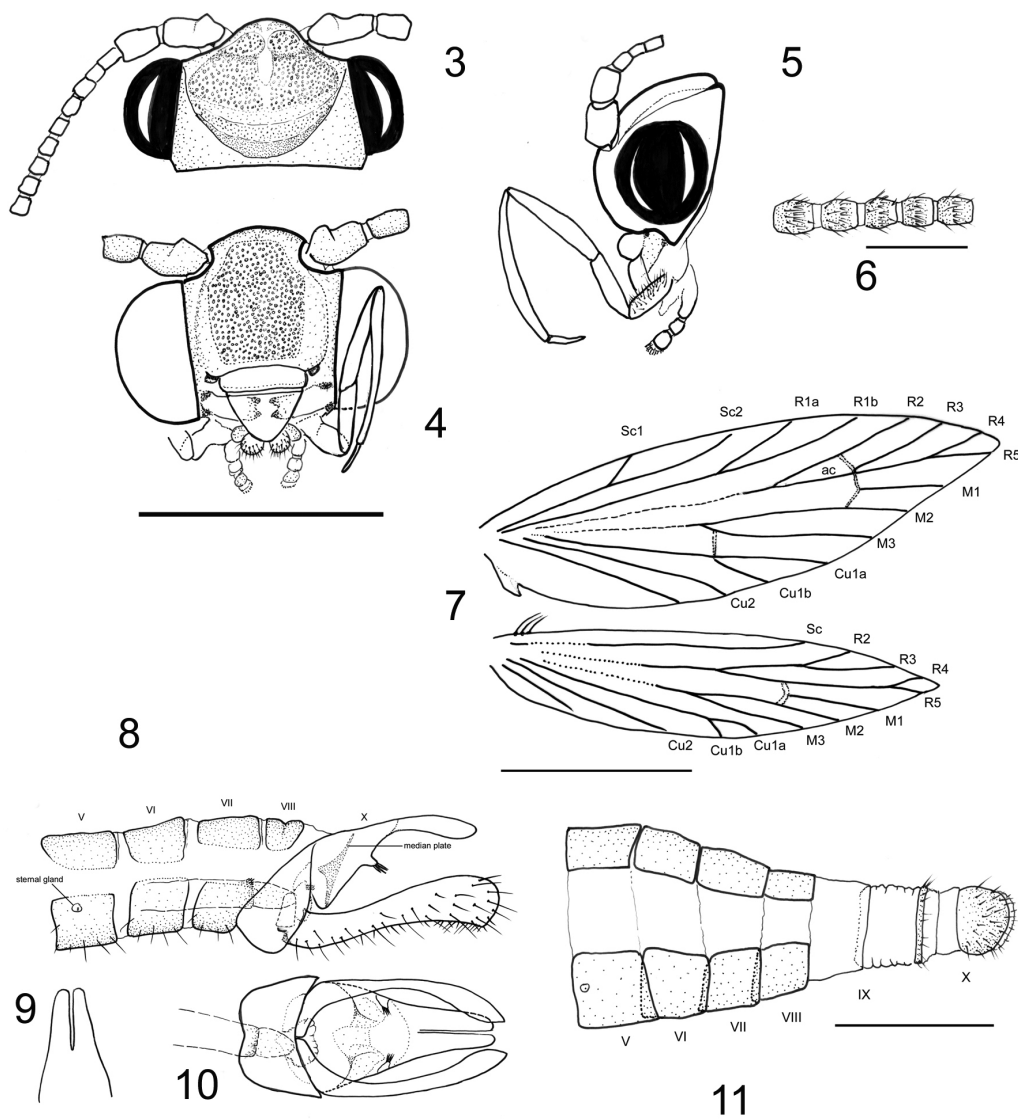 3
5
6
4
Sc1
Sc2
R1a
R1b
R2
R3
R4
R5
ac
M1
M2
M3
Cu1a
Cu1b
Cu2
7
Sc
R2
R3
R4
R5
M1
M2
M3
Cu1a
Cu1b
Cu2
8
V
VI
VII
VIII
X
median plate
sternal gland
9
10
V
VI
VII
VIII
IX
X
11